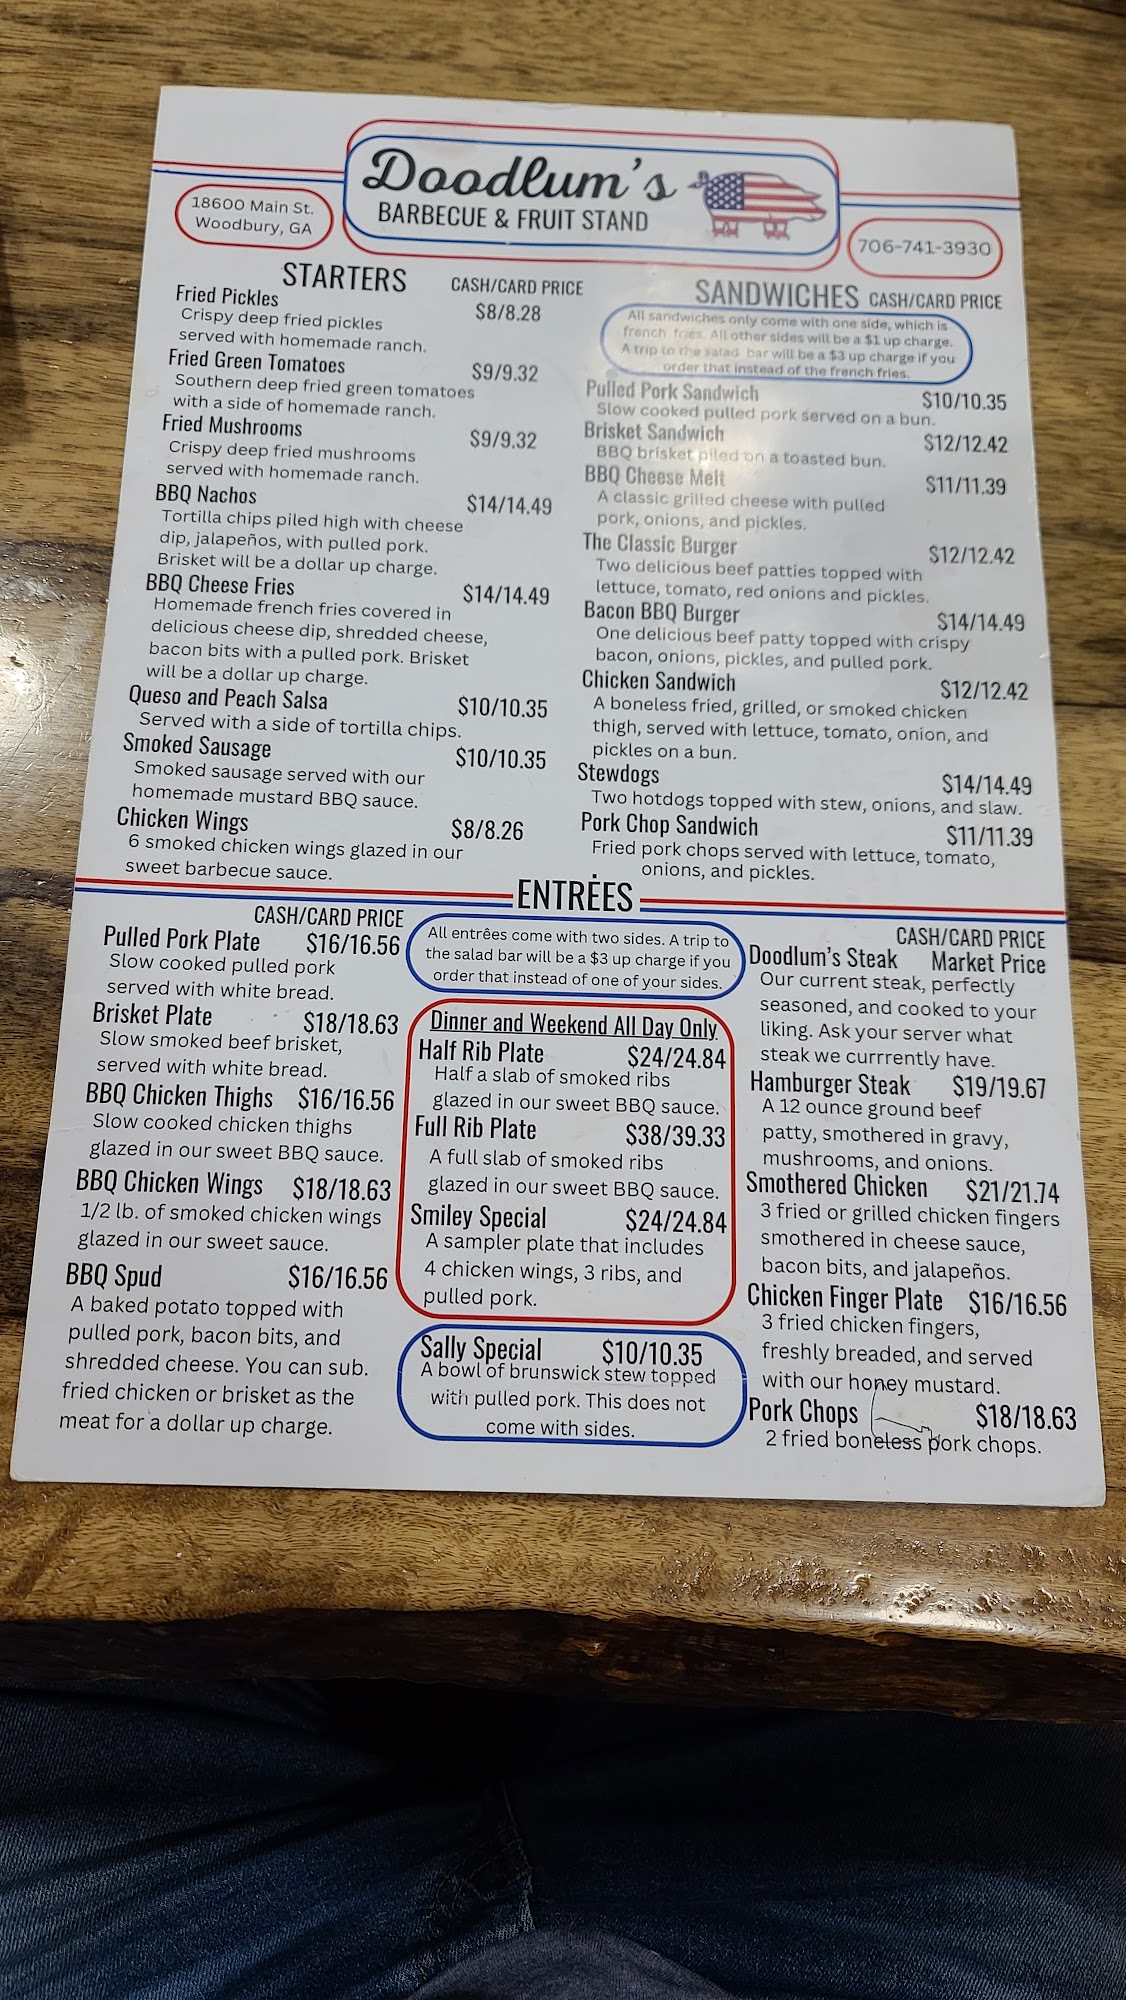 Doodlum's
BARBECUE & FRUIT STAND
18600 Main St.
Woodbury, GA
706-741-3930
STARTERS
CASH/CARD PRICE
Fried Pickles
$8/8.28
Crispy deep fried pickles
served with homemade ranch.
Fried Green Tomatoes
$9/9.32
Southern deep fried green tomatoes
with a side of homemade ranch.
Fried Mushrooms
$9/9.32
Crispy deep fried mushrooms
served with homemade ranch.
BBQ Nachos
$14/14.49
Tortilla chips piled high with cheese
dip, jalapeños, with pulled pork.
Brisket will be a dollar up charge.
BBQ Cheese Fries
$14/14.49
Homemade french fries covered in
delicious cheese dip, shredded cheese,
bacon bits with a pulled pork. Brisket
will be a dollar up charge.
Queso and Peach Salsa
$10/10.35
Served with a side of tortilla chips.
Smoked Sausage
$10/10.35
Smoked sausage served with our
homemade mustard BBQ sauce.
Chicken Wings
$8/8.26
6 smoked chicken wings glazed in our
sweet barbecue sauce.
SANDWICHES CASH/CARD PRICE
All sandwiches only come with one side, which is
french fries. All other sides will be a $1 up charge.
A trip to the salad bar will be a $3 up charge if you
order that instead of the french fries.
Pulled Pork Sandwich
$10/10.35
Slow cooked pulled pork served on a bun.
Brisket Sandwich
$12/12.42
BBQ brisket piled on a toasted bun.
BBQ Cheese Melt
$11/11.39
A classic grilled cheese with pulled
pork, onions, and pickles.
The Classic Burger
$12/12.42
Two delicious beef patties topped with
lettuce, tomato, red onions and pickles.
Bacon BBQ Burger
$14/14.49
One delicious beef patty topped with crispy
bacon, onions, pickles, and pulled pork.
Chicken Sandwich
$12/12.42
A boneless fried, grilled, or smoked chicken
thigh, served with lettuce, tomato, onion, and
pickles on a bun.
Stewdogs
$14/14.49
Two hotdogs topped with stew, onions, and slaw.
Pork Chop Sandwich
$11/11.39
Fried pork chops served with lettuce, tomato,
onions, and pickles.
ENTRĖES
CASH/CARD PRICE
Pulled Pork Plate $16/16.56
Slow cooked pulled pork
served with white bread.
Brisket Plate $18/18.63
Slow smoked beef brisket,
served with white bread.
BBQ Chicken Thighs $16/16.56
Slow cooked chicken thighs
glazed in our sweet BBQ sauce.
BBQ Chicken Wings $18/18.63
1/2 lb. of smoked chicken wings
glazed in our sweet sauce.
BBQ Spud $16/16.56
A baked potato topped with
pulled pork, bacon bits, and
shredded cheese. You can sub.
fried chicken or brisket as the
meat for a dollar up charge.
All entrêes come with two sides. A trip to
the salad bar will be a $3 up charge if you
order that instead of one of your sides.
Dinner and Weekend All Day Only
Half Rib Plate $24/24.84
Half a slab of smoked ribs
glazed in our sweet BBQ sauce.
Full Rib Plate $38/39.33
A full slab of smoked ribs
glazed in our sweet BBQ sauce.
Smiley Special $24/24.84
A sampler plate that includes
4 chicken wings, 3 ribs, and
pulled pork.
Sally Special $10/10.35
A bowl of brunswick stew topped
with pulled pork. This does not
come with sides.
CASH/CARD PRICE
Doodlum's Steak Market Price
Our current steak, perfectly
seasoned, and cooked to your
liking. Ask your server what
steak we currrently have.
Hamburger Steak $19/19.67
A 12 ounce ground beef
patty, smothered in gravy,
mushrooms, and onions.
Smothered Chicken $21/21.74
3 fried or grilled chicken fingers
smothered in cheese sauce,
bacon bits, and jalapeños.
Chicken Finger Plate $16/16.56
3 fried chicken fingers,
freshly breaded, and served
with our honey mustard.
Pork Chops $18/18.63
2 fried boneless pork chops.